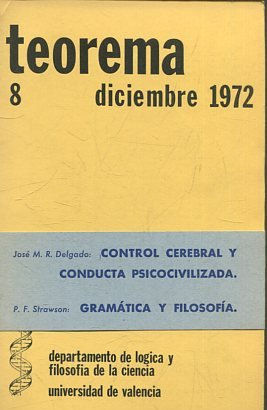 teorema
8 diciembre 1972
José M. R. Delgado: CONTROL CEREBRAL Y
CONDUCTA PSICOCIVILIZADA.
P. F. Strawson: GRAMÁTICA Y FILOSOFÍA.
departamento de logica y
filosofia de la ciencia
universidad de valencia